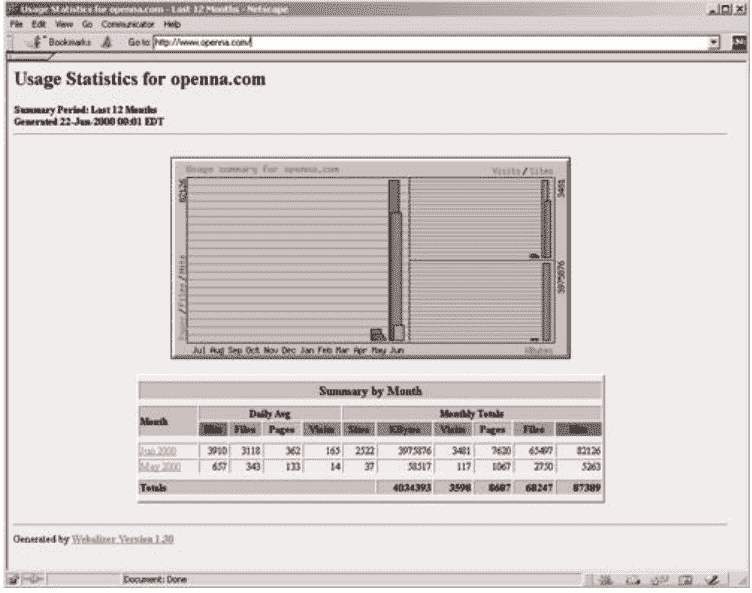 Usage Statistics for openna.com - Last 12 Months - Netscape
File Edit View Go Communicator Help
Bookmarks Go to http://www.openna.com/
Usage Statistics for openna.com
Summary Period: Last 12 Months
Generated 22-Jun-2000 00:01 EDT
Usage summary for openna.com Visits/Sites
82126
3481
Pages/Files/Hits
3975876
Jul Aug Sep Oct Nov Dec Jan Feb Mar Apr May Jun KBytes
Summary by Month
Month Daily Avg Monthly Totals
Hits Files Pages Visits Sites KBytes Visits Pages Files Hits
Jun 2000 3910 3118 362 165 2522 3975876 3481 7620 65497 82126
May 2000 657 343 133 14 37 58517 117 1067 2750 5263
Totals 4034393 3598 8687 68247 87389
Generated by Webalizer Version 1.30
Document: Done